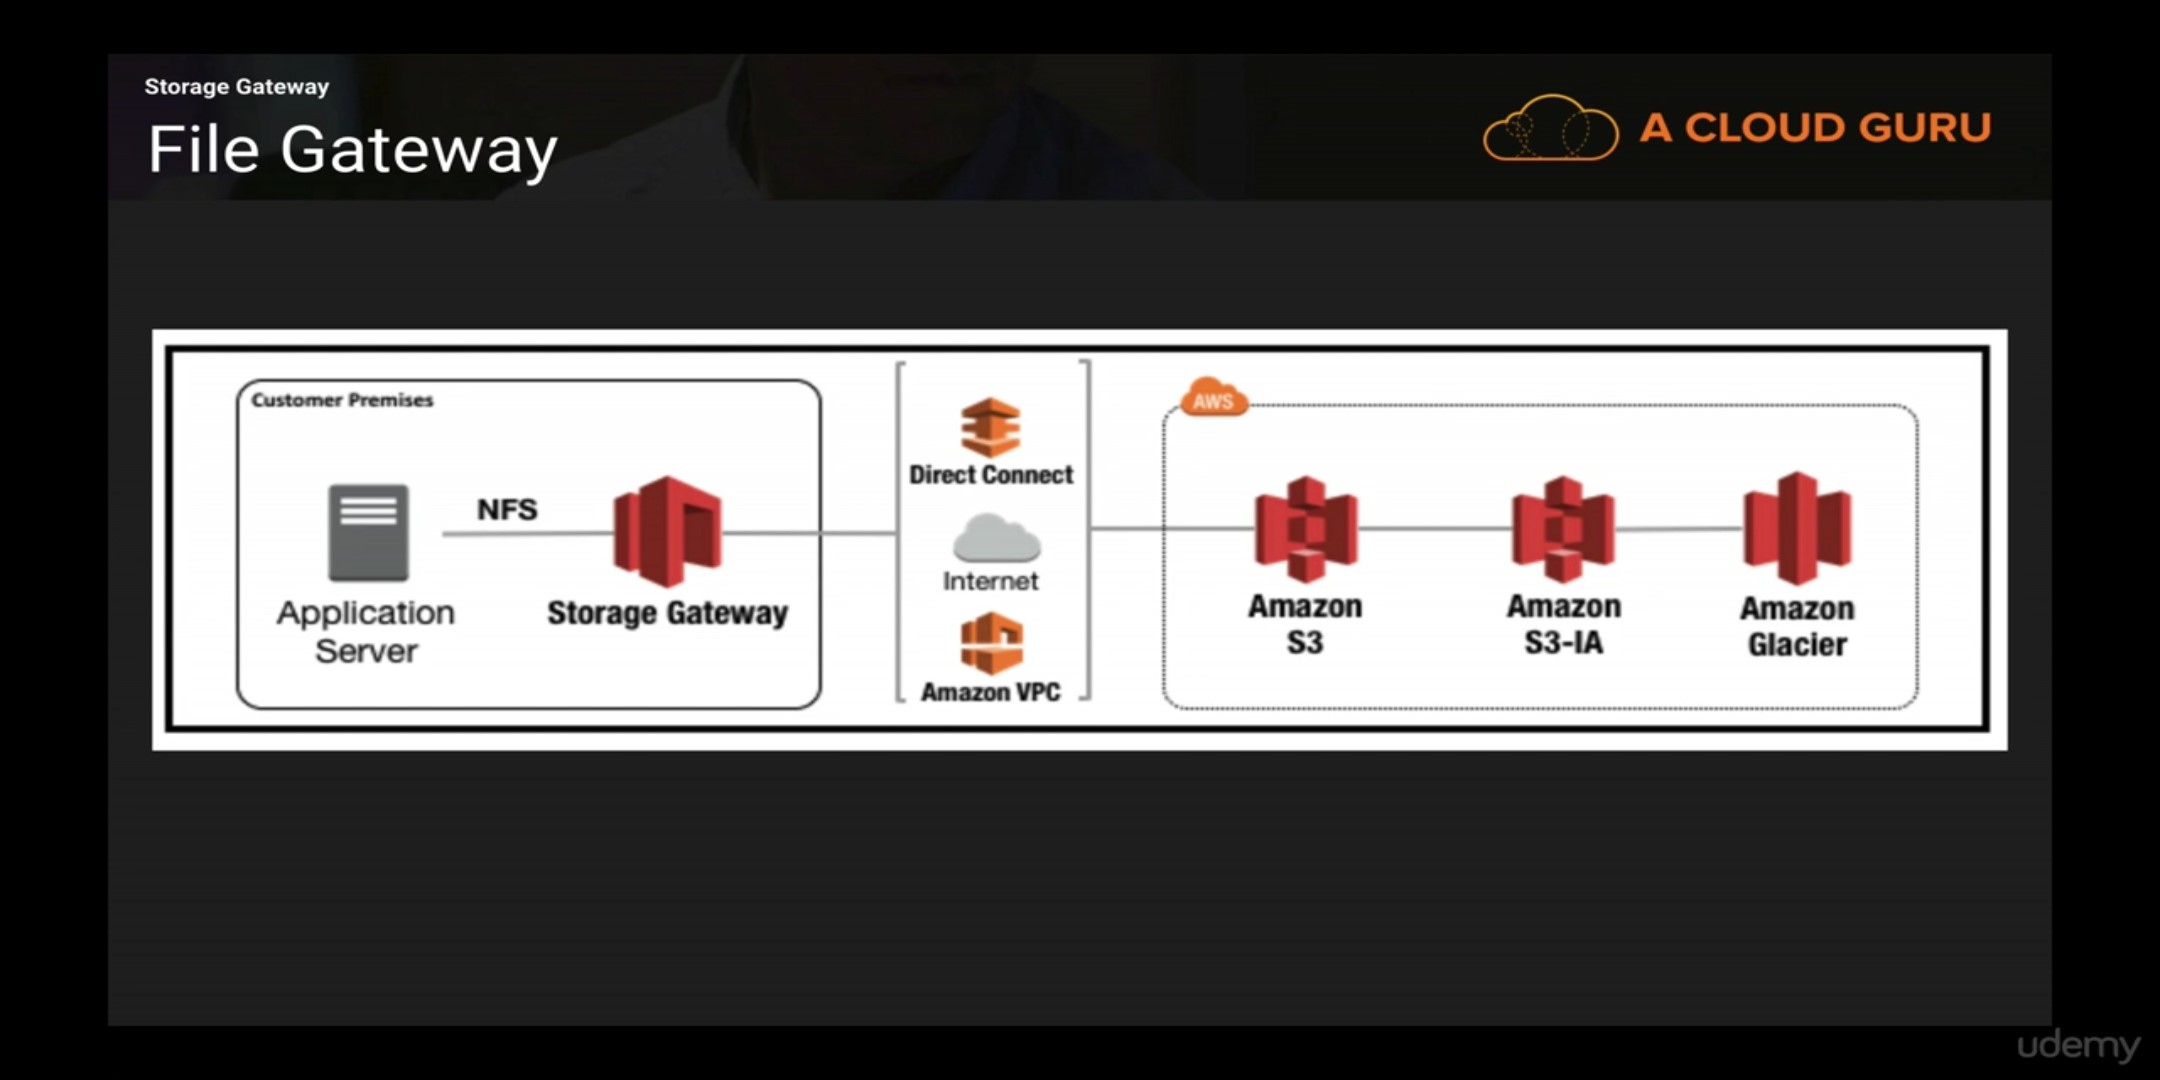 Storage Gateway
File Gateway
A CLOUD GURU
Customer Premises
NFS
Application
Server
Storage Gateway
Direct Connect
Internet
Amazon VPC
AWS
Amazon
S3
Amazon
S3-IA
Amazon
Glacier
udemy